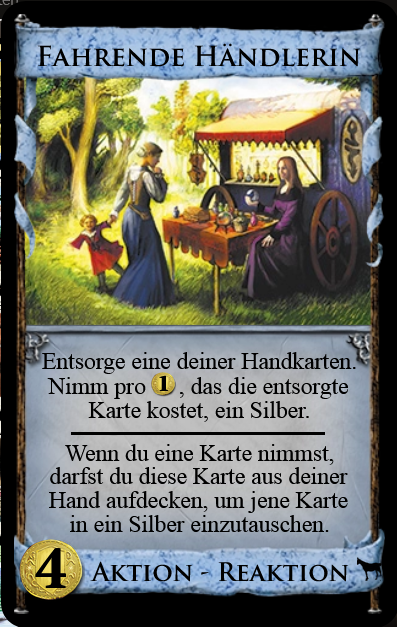 FAHRENDE HÄNDLERIN
Entsorge eine deiner Handkarten.
Nimm pro 1, das die entsorgte
Karte kostet, ein Silber.
Wenn du eine Karte nimmst,
darfst du diese Karte aus deiner
Hand aufdecken, um jene Karte
in ein Silber einzutauschen.
4 AKTION - REAKTION